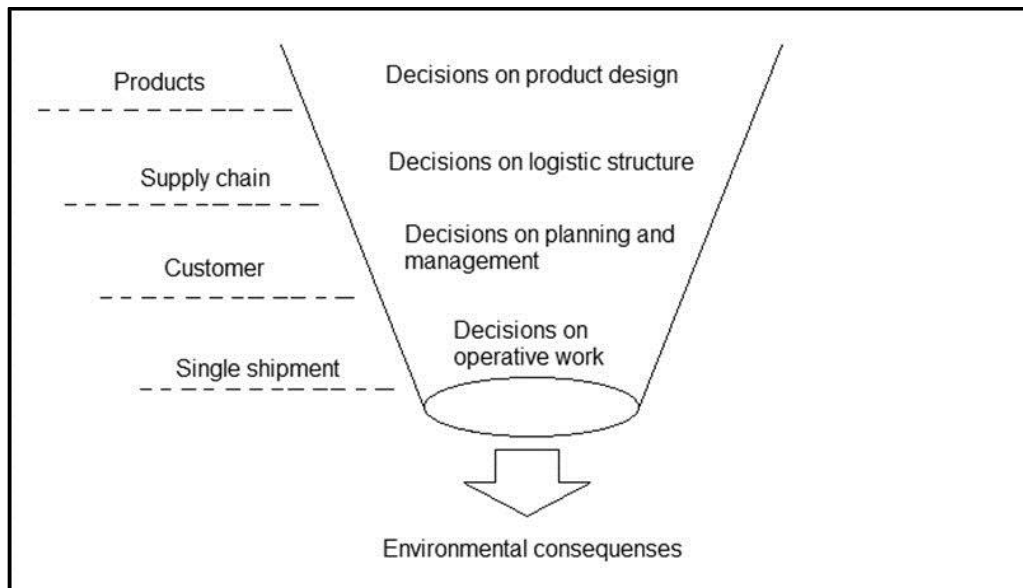 Products
Decisions on product design
Supply chain
Decisions on logistic structure
Customer
Decisions on planning and
management
Single shipment
Decisions on
operative work
Environmental consequenses